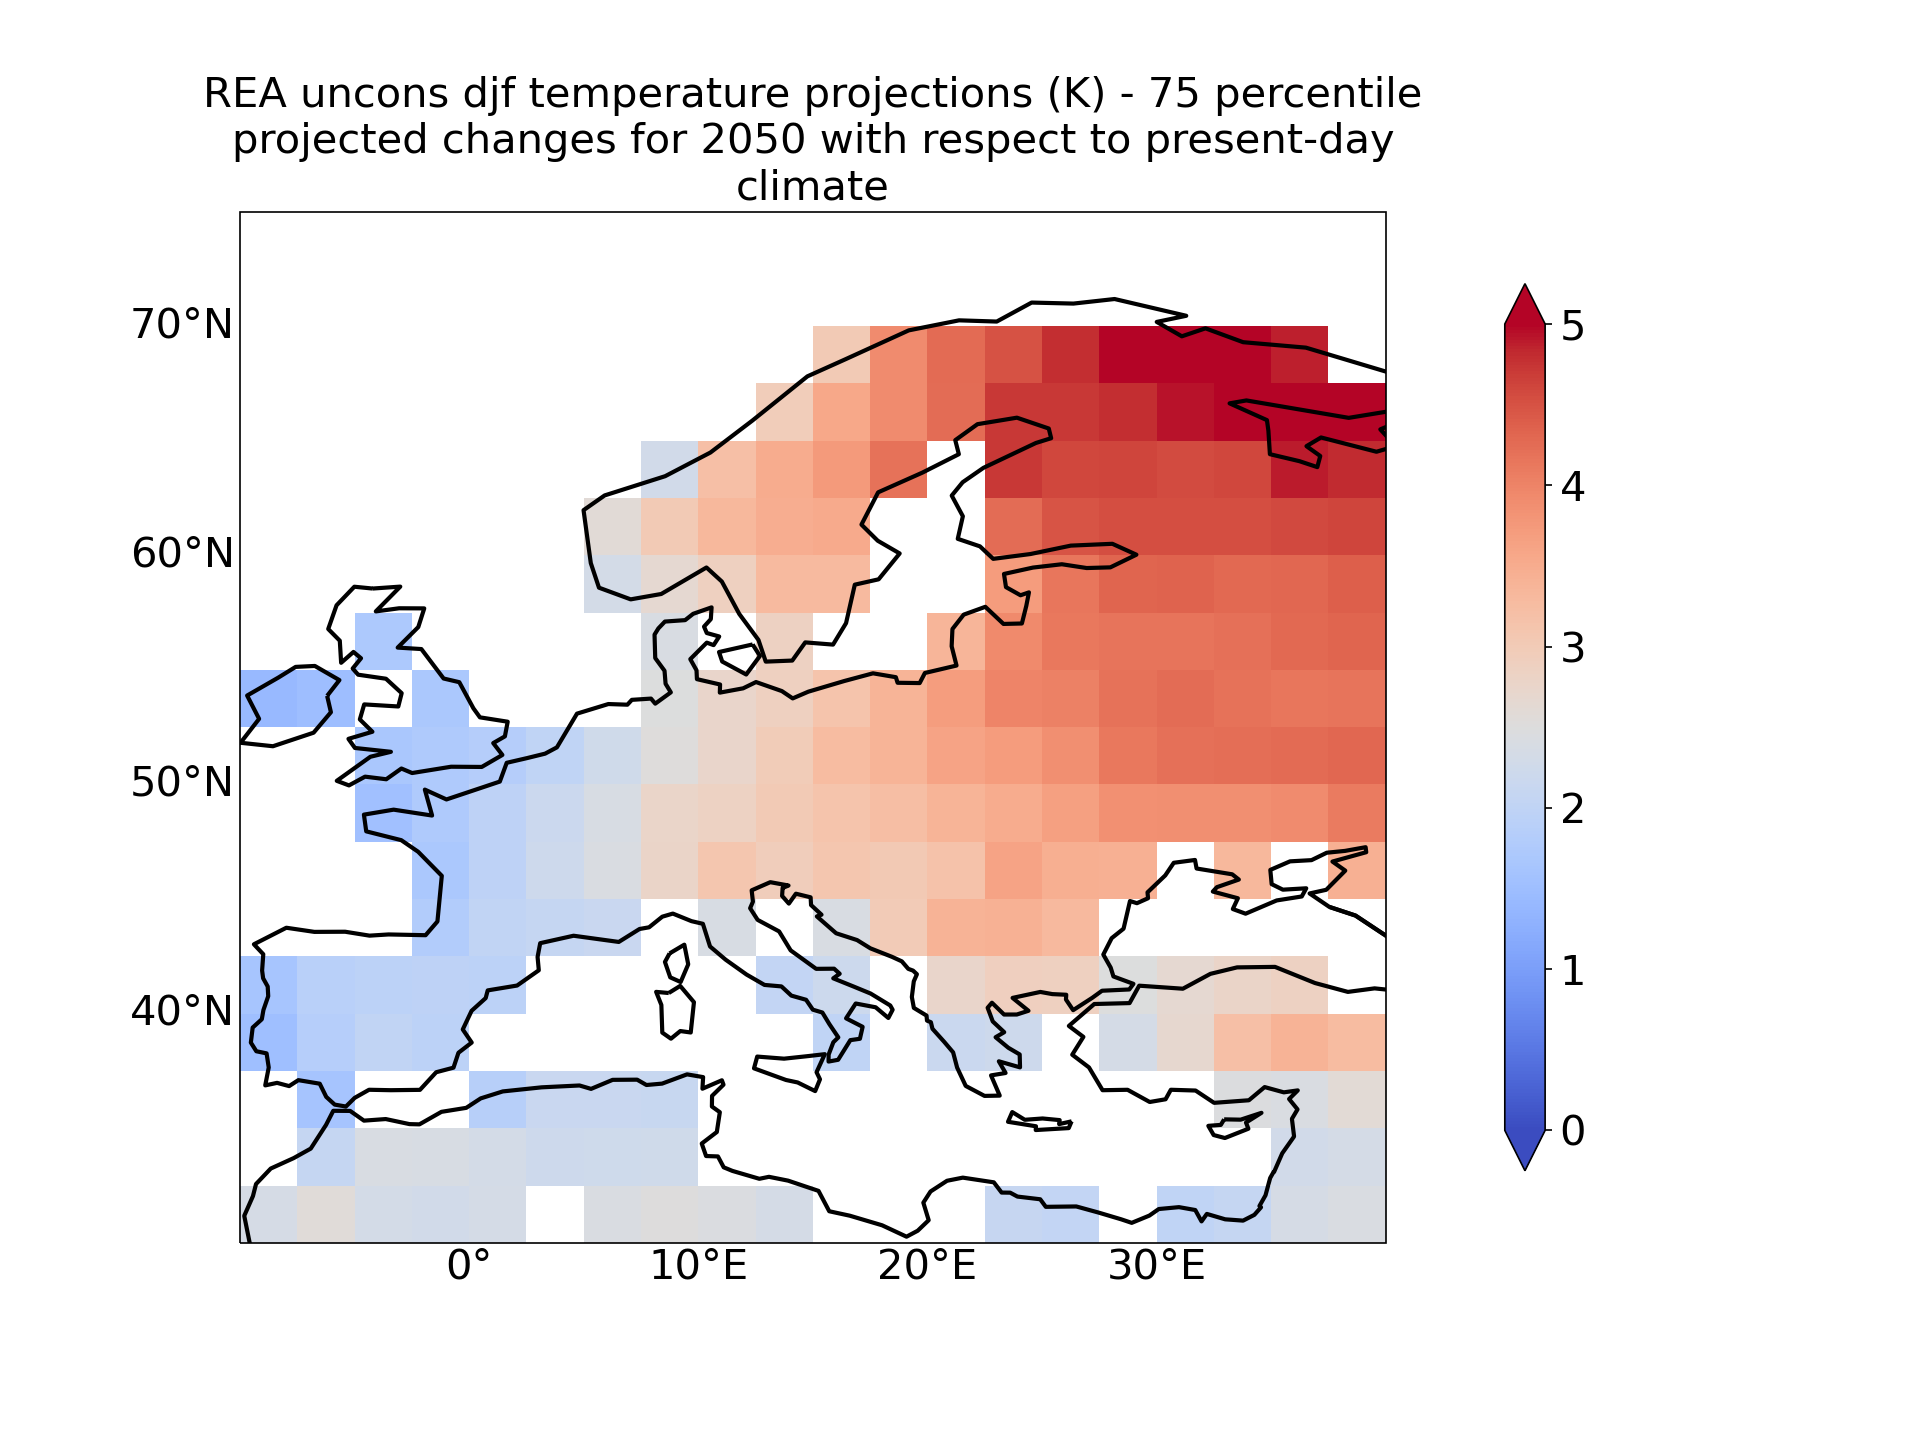 REA uncons djf temperature projections (K) - 75 percentile
projected changes for 2050 with respect to present-day
climate
70°N
60°N
50°N
40°N
0°
10°E
20°E
30°E
5
4
3
2
1
0